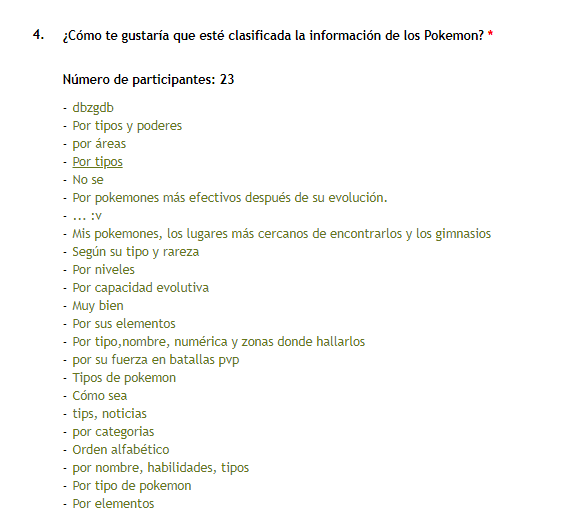 4. ¿Cómo te gustaría que esté clasificada la información de los Pokemon? *
Número de participantes: 23
- dbzgdb
- Por tipos y poderes
- por áreas
- Por tipos
- No se
- Por pokemones más efectivos después de su evolución.
- ... :v
- Mis pokemones, los lugares más cercanos de encontrarlos y los gimnasios
- Según su tipo y rareza
- Por niveles
- Por capacidad evolutiva
- Muy bien
- Por sus elementos
- Por tipo,nombre, numérica y zonas donde hallarlos
- por su fuerza en batallas pvp
- Tipos de pokemon
- Cómo sea
- tips, noticias
- por categorias
- Orden alfabético
- por nombre, habilidades, tipos
- Por tipo de pokemon
- Por elementos